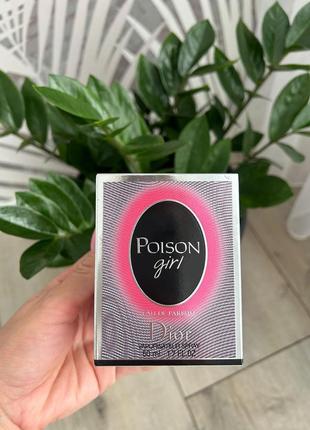 POISON
girl
EAU DE PARFUM
Dior
VAPORISATEUR SPRAY
50 ml - 1.7 FL.OZ